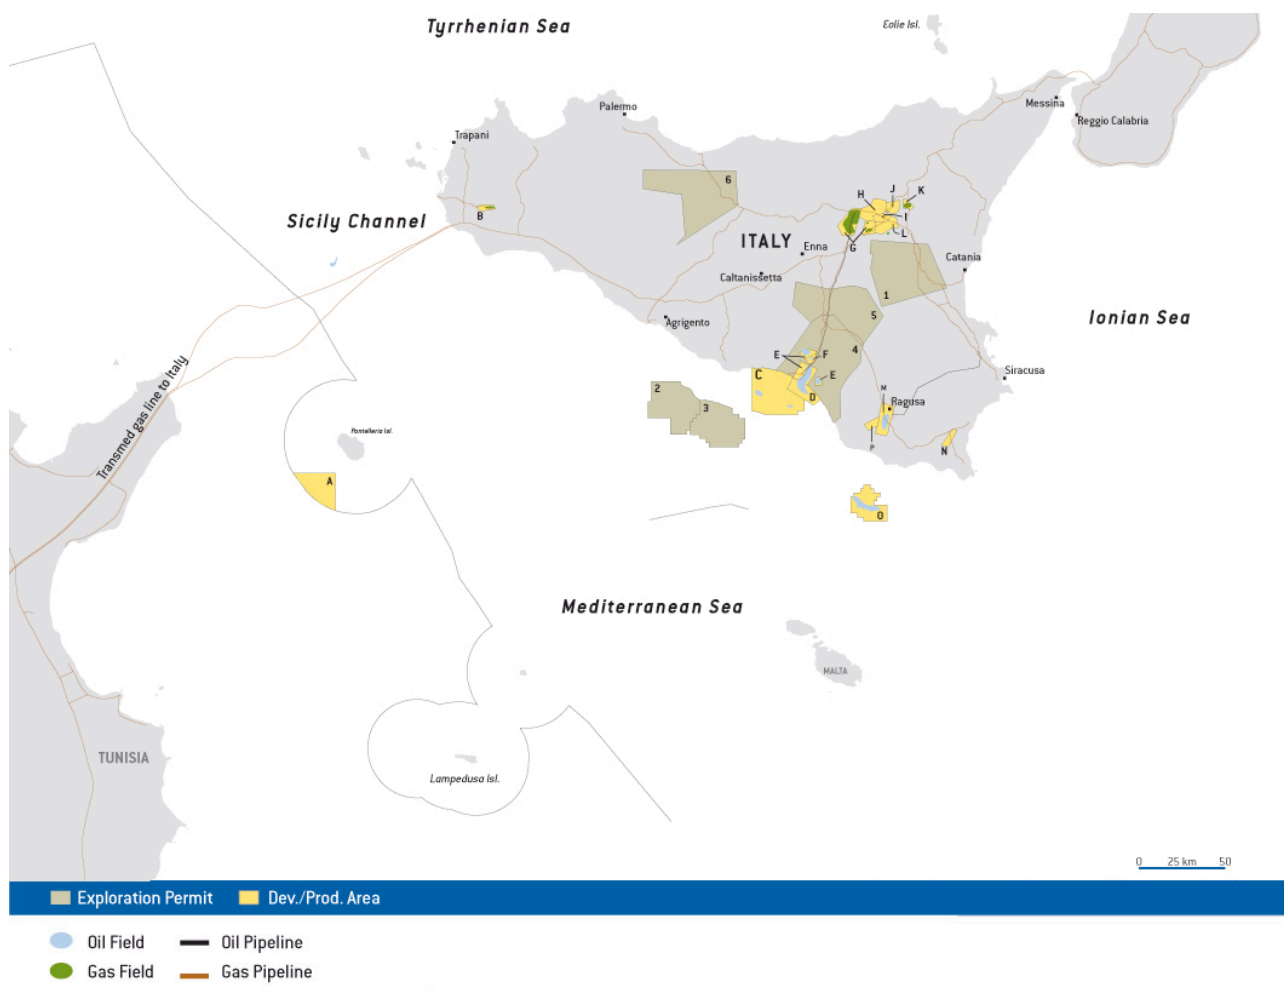 Tyrrhenian Sea
Eolie Isl.
Palermo
Messina
Reggio Calabria
Trapani
6
J
K
H
B
I
Sicily Channel
L
ITALY
G
Enna
Catania
Caltanissetta
1
Agrigento
5
Ionian Sea
4
E
F
Transmed gas line to Italy
C
E
Siracusa
2
M
D
Ragusa
3
Pantelleria Isl.
P
N
A
O
Mediterranean Sea
MALTA
TUNISIA
Lampedusa Isl.
0 25 km 50
Exploration Permit
Dev./Prod. Area
Oil Field
Oil Pipeline
Gas Field
Gas Pipeline